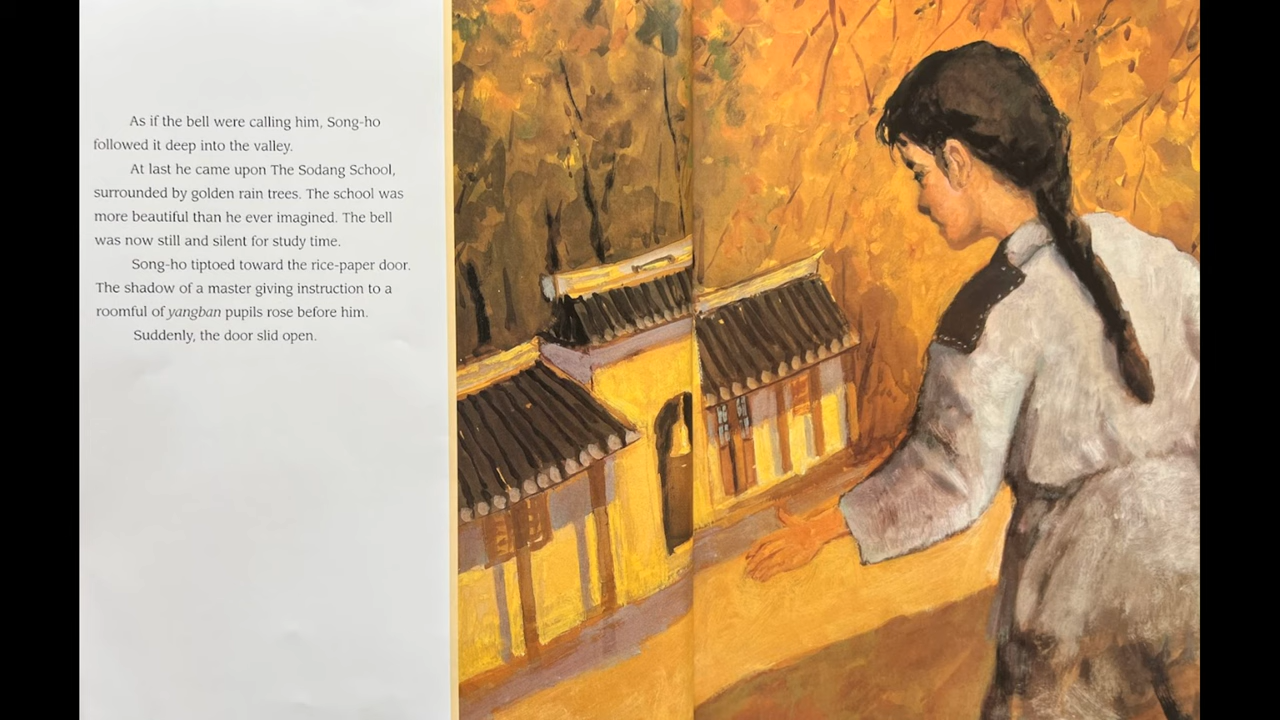 As if the bell were calling him, Song-ho
followed it deep into the valley.
At last he came upon The Sodang School,
surrounded by golden rain trees. The school was
more beautiful than he ever imagined. The bell
was now still and silent for study time.
Song-ho tiptoed toward the rice-paper door.
The shadow of a master giving instruction to a
roomful of yangban pupils rose before him.
Suddenly, the door slid open.